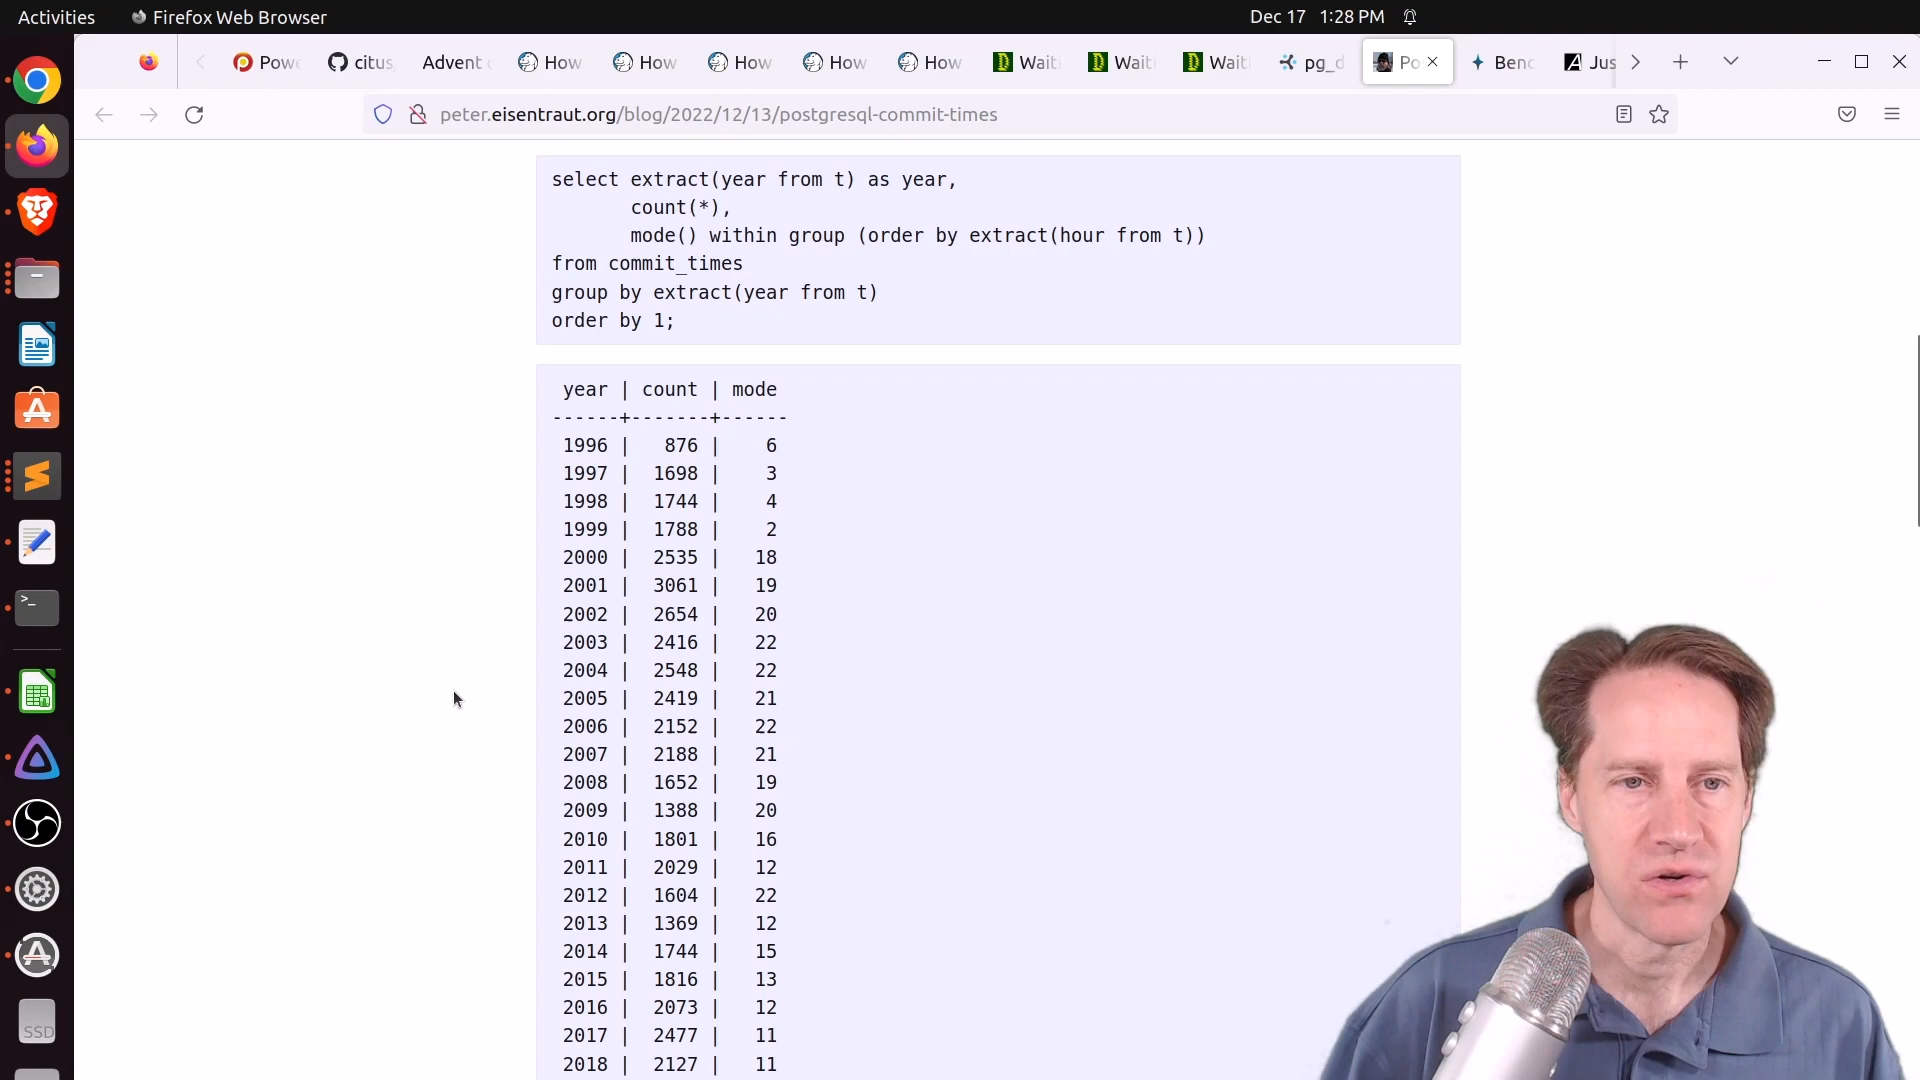 Activities
Firefox Web Browser
Dec 17 1:28 PM
Powe
citus
Advent
How
How
How
How
How
Waiti
Waiti
Waiti
pg_d
Po
Benc
Jus
peter.eisentraut.org/blog/2022/12/13/postgresql-commit-times
select extract(year from t) as year,
count(*),
mode() within group (order by extract(hour from t))
from commit_times
group by extract(year from t)
order by 1;
year | count | mode
------+-------+------
1996 | 876 | 6
1997 | 1698 | 3
1998 | 1744 | 4
1999 | 1788 | 2
2000 | 2535 | 18
2001 | 3061 | 19
2002 | 2654 | 20
2003 | 2416 | 22
2004 | 2548 | 22
2005 | 2419 | 21
2006 | 2152 | 22
2007 | 2188 | 21
2008 | 1652 | 19
2009 | 1388 | 20
2010 | 1801 | 16
2011 | 2029 | 12
2012 | 1604 | 22
2013 | 1369 | 12
2014 | 1744 | 15
2015 | 1816 | 13
2016 | 2073 | 12
2017 | 2477 | 11
2018 | 2127 | 11
SSD